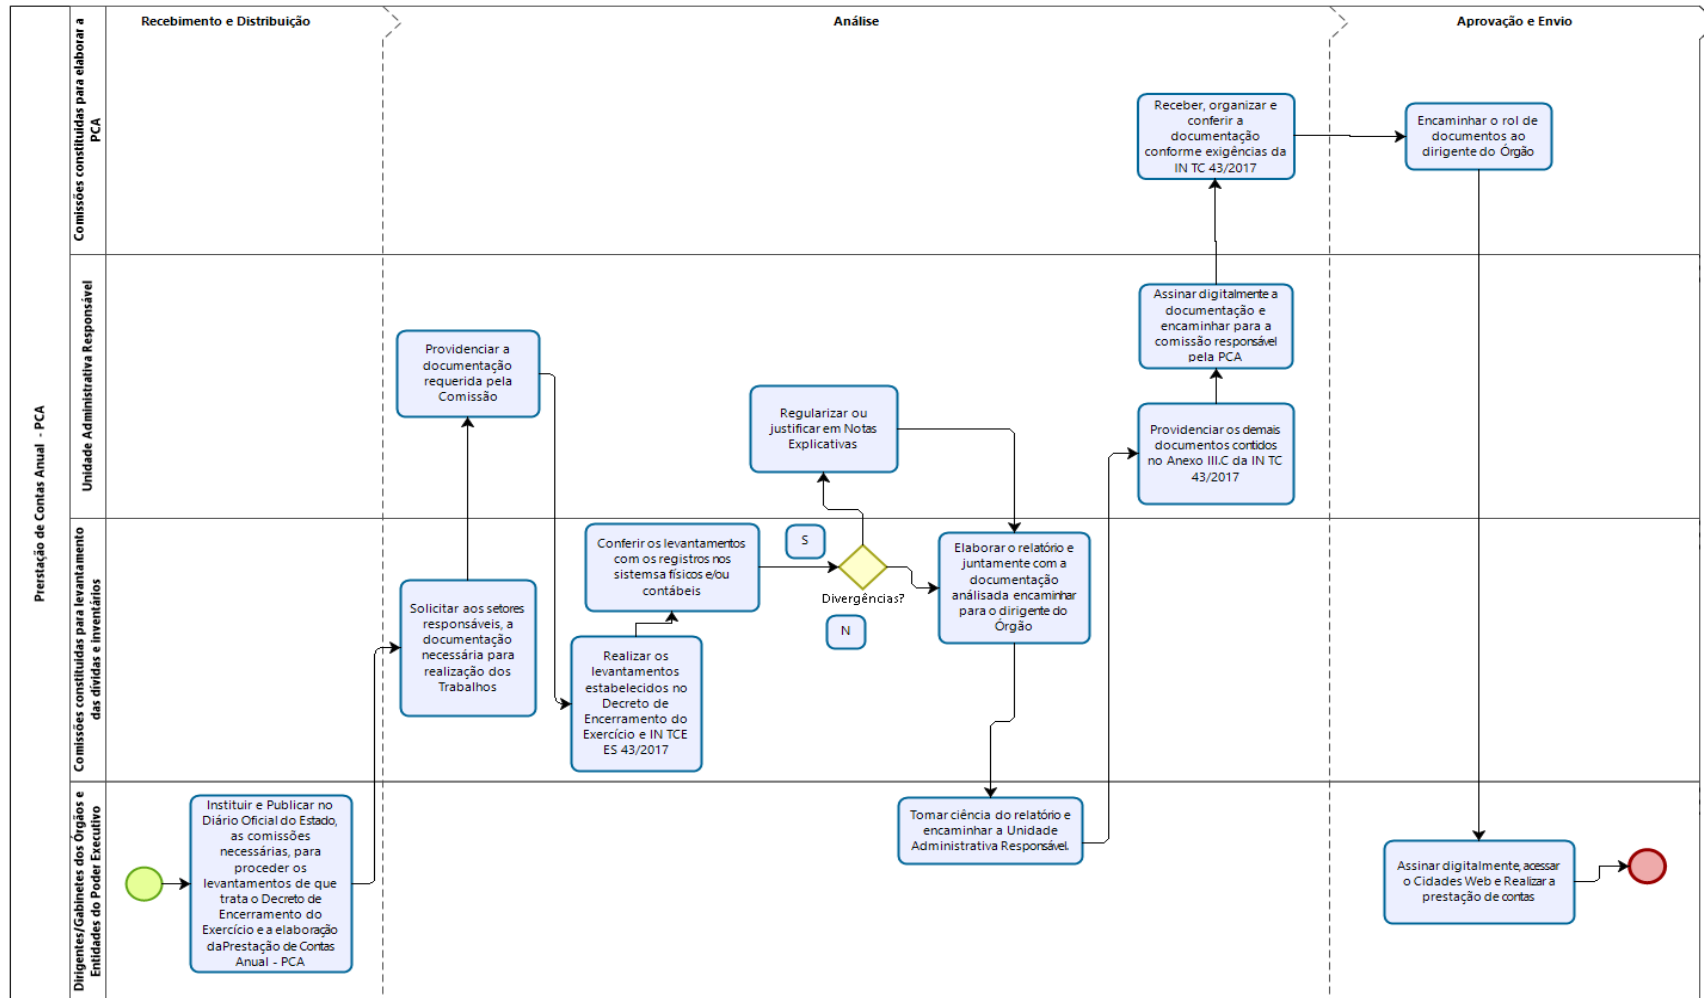 Recebimento e Distribuição
Análise
Aprovação e Envio
Prerstação de Contas Anual - PCA
Comissões constituidas para elaborar a
PCA
Receber, organizar e
conferir a
documentação
conforme exigências da
IN TC 43/2017
Encaminhar o rol de
documentos ao
dirigente do Órgão
Unidade Administrativa Responsável
Providenciar a
documentação
requerida pela
Comissão
Regularizar ou
justificar em Notas
Explicativas
Assinar digitalmente a
documentação e
encaminhar para a
comissão responsável
pela PCA
Providenciar os demais
documentos contidos
no Anexo III.C da IN TC
43/2017
Comissões constituidas para levantamento
das dívidas e inventários
Solicitar aos setores
responsáveis, a
documentação
necessária para
realização dos
Trabalhos
Conferir os levantamentos
com os registros nos
sistemsa físicos e/ou
contábeis
Realizar os
levantamentos
estabelecidos no
Decreto de
Encerramento do
Exercício e IN TCE
ES 43/2017
S
Divergências?
N
Elaborar o relatório e
juntamente com a
documentação
análisada encaminhar
para o dirigente do
Órgão
Dirigentes/Gabinetes dos Órgãos e
Entidades do Poder Executivo
Instituir e Publicar no
Diário Oficial do Estado,
as comissões
necessárias, para
proceder os
levantamentos de que
trata o Decreto de
Encerramento do
Exercício e a elaboração
daPrestação de Contas
Anual - PCA
Tomar ciência do relatório e
encaminhar a Unidade
Administrativa Responsável.
Assinar digitalmente, acessar
o Cidades Web e Realizar a
prestação de contas